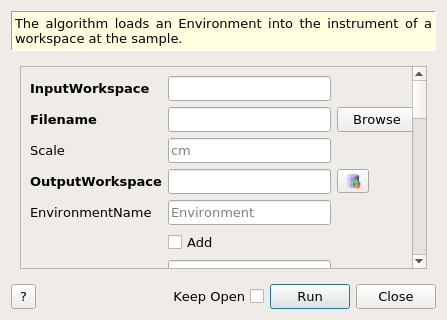 The algorithm loads an Environment into the instrument of a
workspace at the sample.
InputWorkspace
Filename
Browse
Scale
cm
OutputWorkspace
EnvironmentName
Environment
Add
?
Keep Open
Run
Close